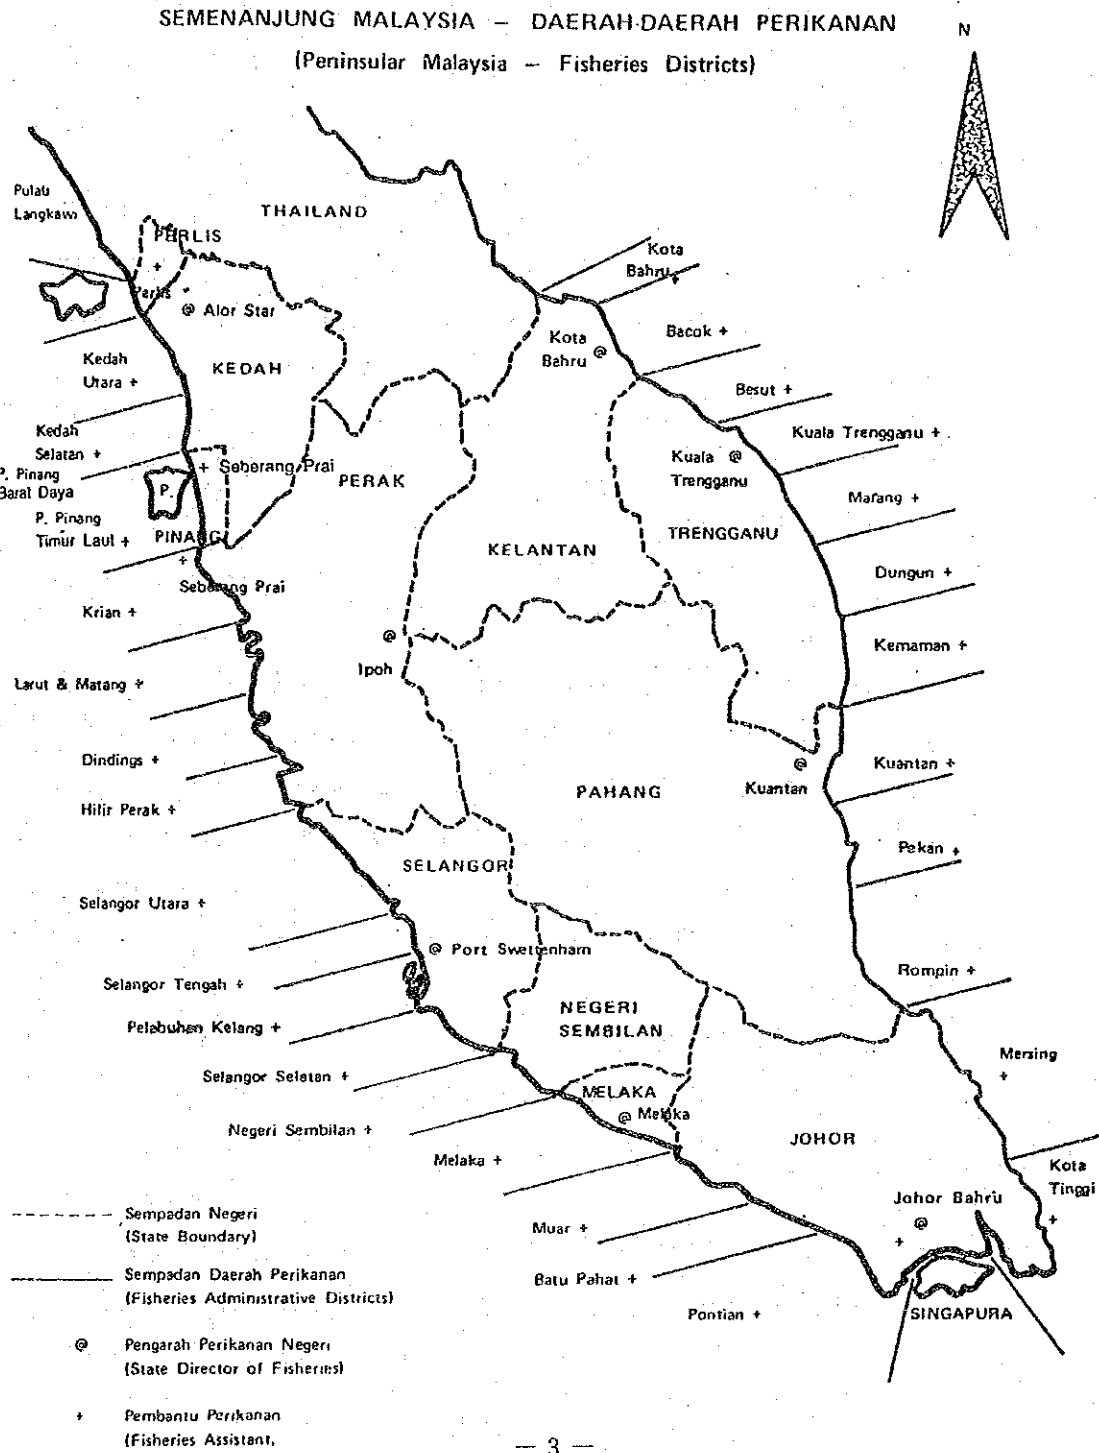 SEMENANJUNG MALAYSIA – DAERAH-DAERAH PERIKANAN
(Peninsular Malaysia – Fisheries Districts)
N
Pulau
Langkawi
THAILAND
PERLIS
Perlis
Alor Star
Kota
Bahru
Kota
Bahru
Bacok +
Kedah
Utara +
KEDAH
Besut +
Kedah
Selatan +
Kuala Trengganu +
P. Pinang
Barat Daya
+ Seberang Prai
PERAK
Kuala
Trengganu
P.
Marang +
P. Pinang
Timur Laut +
PINANG
KELANTAN
TRENGGANU
Dungun +
Seberang Prai
Krian +
Kemaman +
Ipoh
Larut & Matang +
Dindings +
Kuantan +
PAHANG
Kuantan
Hilir Perak +
Pekan +
SELANGOR
Selangor Utara +
@ Port Swettenham
Rompin +
Selangor Tengah +
NEGERI
SEMBILAN
Pelabuhan Kelang +
Mersing
+
Selangor Selatan +
MELAKA
@ Melaka
Negeri Sembilan +
JOHOR
Melaka +
Kota
Tinggi
+
Johor Bahru
@
+
Muar +
Batu Pahat +
Pontian +
SINGAPURA
Sempadan Negeri
(State Boundary)
Sempadan Daerah Perikanan
(Fisheries Administrative Districts)
@ Pengarah Perikanan Negeri
(State Director of Fisheries)
+ Pembantu Perikanan
(Fisheries Assistant,
— 3 —